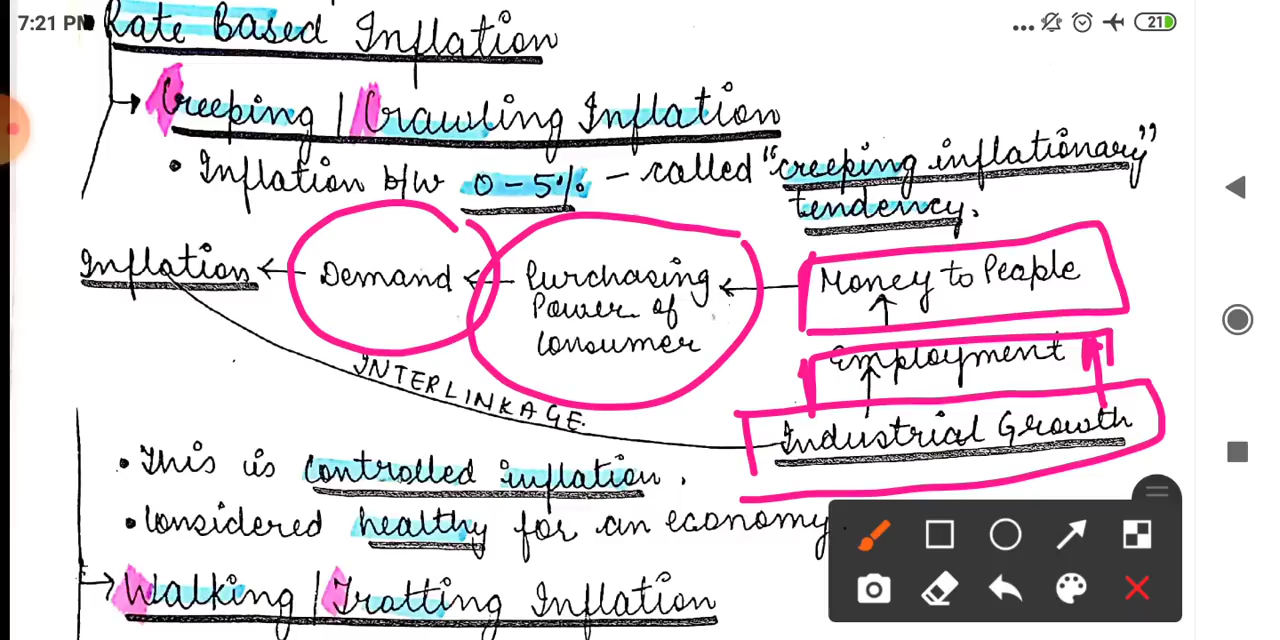 7:21 PM
... 21
Rate Based Inflation
Creeping | Crawling Inflation
• Inflation b/w 0-5% - called "creeping inflationary
tendency."
Inflation ← Demand ← Purchasing ← Money to People
Power of
Consumer
↑
Employment
↑
INTERLINKAGE
Industrial Growth
• This is controlled inflation.
• Considered healthy for an economy.
Walking | Trotting Inflation